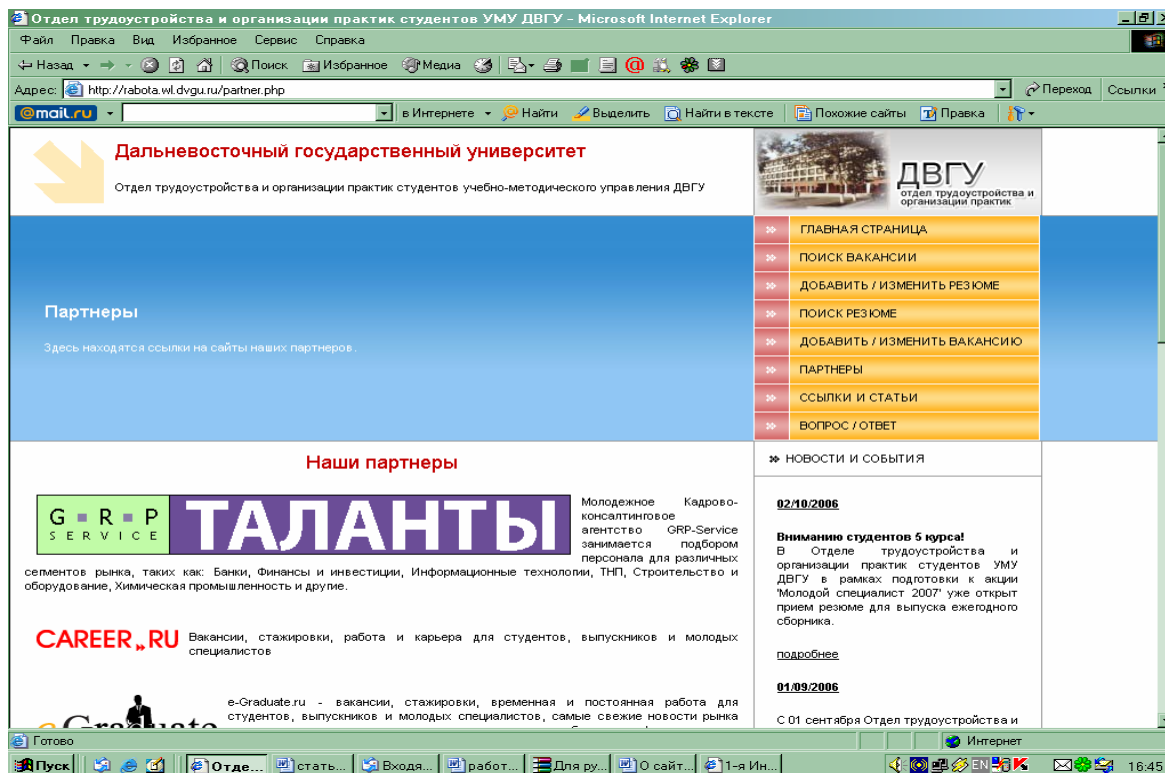 Отдел трудоустройства и организации практик студентов УМУ ДВГУ - Microsoft Internet Explorer
Файл Правка Вид Избранное Сервис Справка
Назад Поиск Избранное Медиа
Адрес: http://rabota.wl.dvgu.ru/partner.php Переход Ссылки
@mail.ru в Интернете Найти Выделить Найти в тексте Похожие сайты Правка
Дальневосточный государственный университет
Отдел трудоустройства и организации практик студентов учебно-методического управления ДВГУ
ДВГУ
отдел трудоустройства и
организации практик
ГЛАВНАЯ СТРАНИЦА
ПОИСК ВАКАНСИИ
ДОБАВИТЬ / ИЗМЕНИТЬ РЕЗЮМЕ
ПОИСК РЕЗЮМЕ
ДОБАВИТЬ / ИЗМЕНИТЬ ВАКАНСИЮ
ПАРТНЕРЫ
ССЫЛКИ И СТАТЬИ
ВОПРОС / ОТВЕТ
Партнеры
Здесь находятся ссылки на сайты наших партнеров.
Наши партнеры
G R P
SERVICE
ТАЛАНТЫ
Молодежное Кадрово-
консалтинговое
агентство GRP-Service
занимается подбором
персонала для различных
сегментов рынка, таких как: Банки, Финансы и инвестиции, Информационные технологии, ТНП, Строительство и
оборудование, Химическая промышленность и другие.
CAREER.RU
Вакансии, стажировки, работа и карьера для студентов, выпускников и молодых
специалистов
e-Graduate
e-Graduate.ru - вакансии, стажировки, временная и постоянная работа для
студентов, выпускников и молодых специалистов, самые свежие новости рынка
НОВОСТИ И СОБЫТИЯ
02/10/2006
Вниманию студентов 5 курса!
В Отделе трудоустройства и
организации практик студентов УМУ
ДВГУ в рамках подготовки к акции
'Молодой специалист 2007' уже открыт
прием резюме для выпуска ежегодного
сборника.
подробнее
01/09/2006
С 01 сентября Отдел трудоустройства и
Готово Интернет
Пуск Отде... стать... Входя... работ... Для ру... О сайт... 1-я Ин... EN 16:45